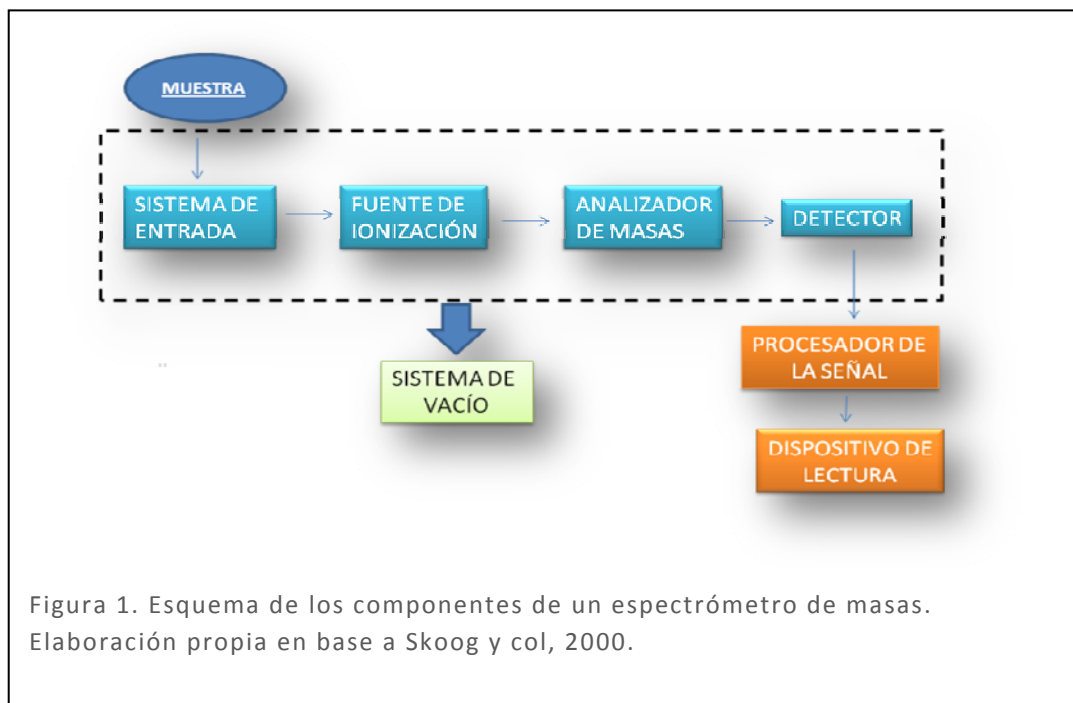 MUESTRA
SISTEMA DE
ENTRADA
FUENTE DE
IONIZACIÓN
ANALIZADOR
DE MASAS
DETECTOR
SISTEMA DE
VACÍO
PROCESADOR DE
LA SEÑAL
DISPOSITIVO DE
LECTURA
Figura 1. Esquema de los componentes de un espectrómetro de masas.
Elaboración propia en base a Skoog y col, 2000.